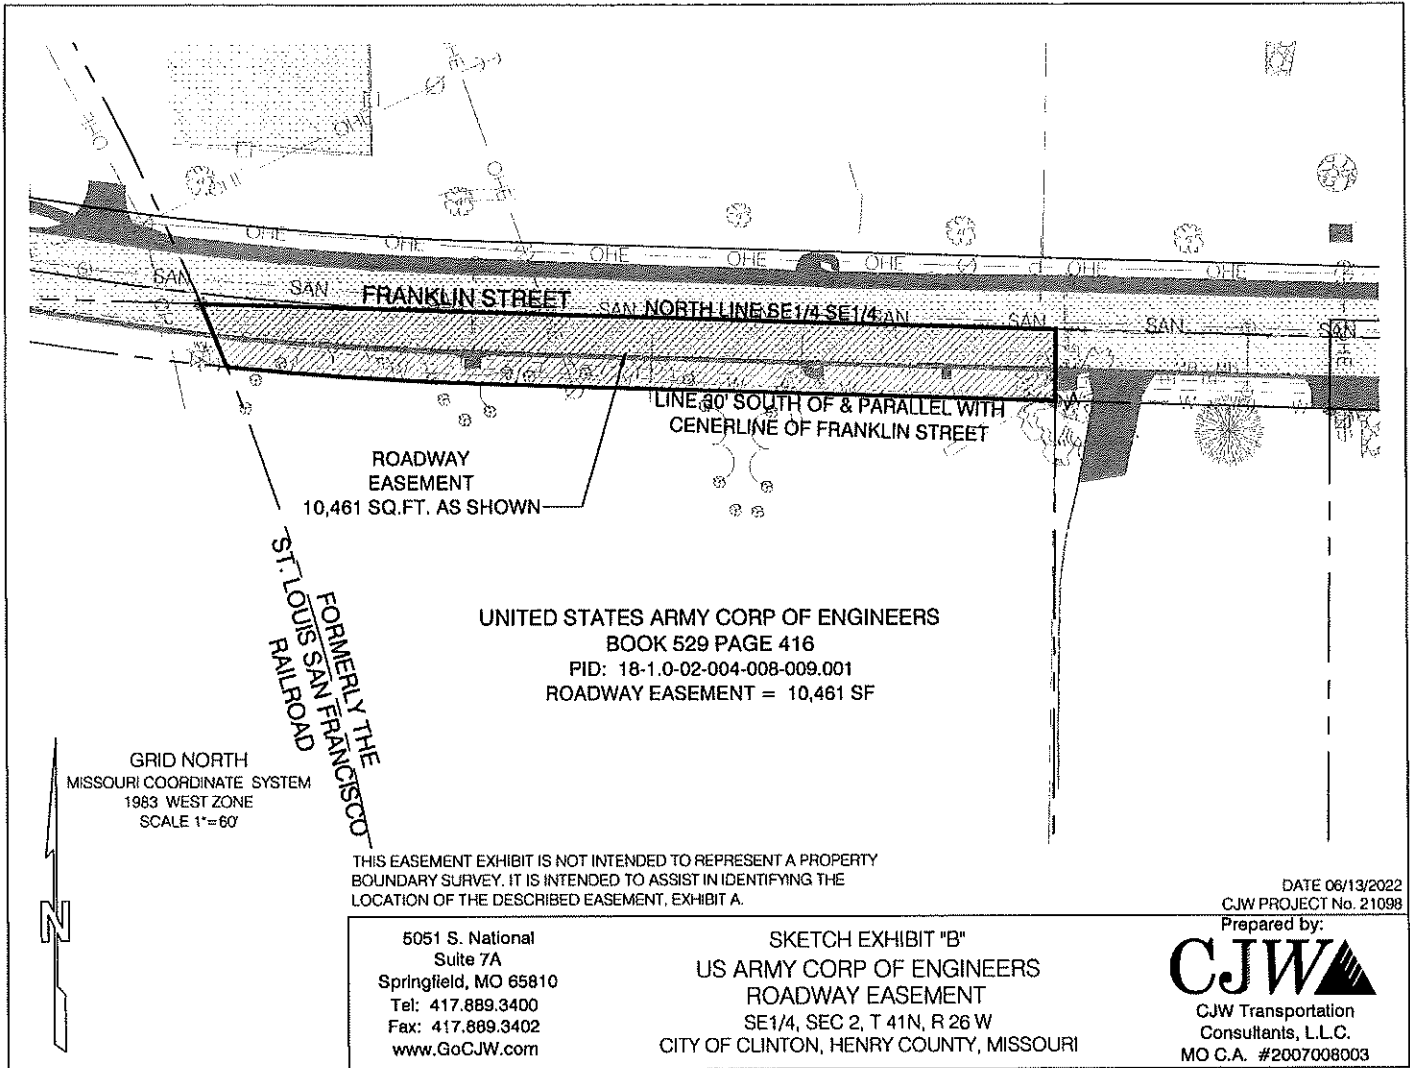 OHE
OHE
OHE
OHE
OHE
OHE
OHE
OHE
OHE
OHE
OHE
SAN
SAN
FRANKLIN STREET
SAN
NORTH LINE SE1/4 SE1/4
SAN
SAN
SAN
SAN
LINE 30' SOUTH OF & PARALLEL WITH
CENERLINE OF FRANKLIN STREET
ROADWAY
EASEMENT
10,461 SQ.FT. AS SHOWN
FORMERLY THE
ST. LOUIS SAN FRANCISCO
RAILROAD
UNITED STATES ARMY CORP OF ENGINEERS
BOOK 529 PAGE 416
PID: 18-1.0-02-004-008-009.001
ROADWAY EASEMENT = 10,461 SF
GRID NORTH
MISSOURI COORDINATE SYSTEM
1983 WEST ZONE
SCALE 1"=60'
N
THIS EASEMENT EXHIBIT IS NOT INTENDED TO REPRESENT A PROPERTY
BOUNDARY SURVEY. IT IS INTENDED TO ASSIST IN IDENTIFYING THE
LOCATION OF THE DESCRIBED EASEMENT, EXHIBIT A.
DATE 06/13/2022
CJW PROJECT No. 21098
5051 S. National
Suite 7A
Springfield, MO 65810
Tel: 417.889.3400
Fax: 417.889.3402
www.GoCJW.com
SKETCH EXHIBIT "B"
US ARMY CORP OF ENGINEERS
ROADWAY EASEMENT
SE1/4, SEC 2, T 41N, R 26 W
CITY OF CLINTON, HENRY COUNTY, MISSOURI
Prepared by:
CJW
CJW Transportation
Consultants, L.L.C.
MO C.A. #2007008003